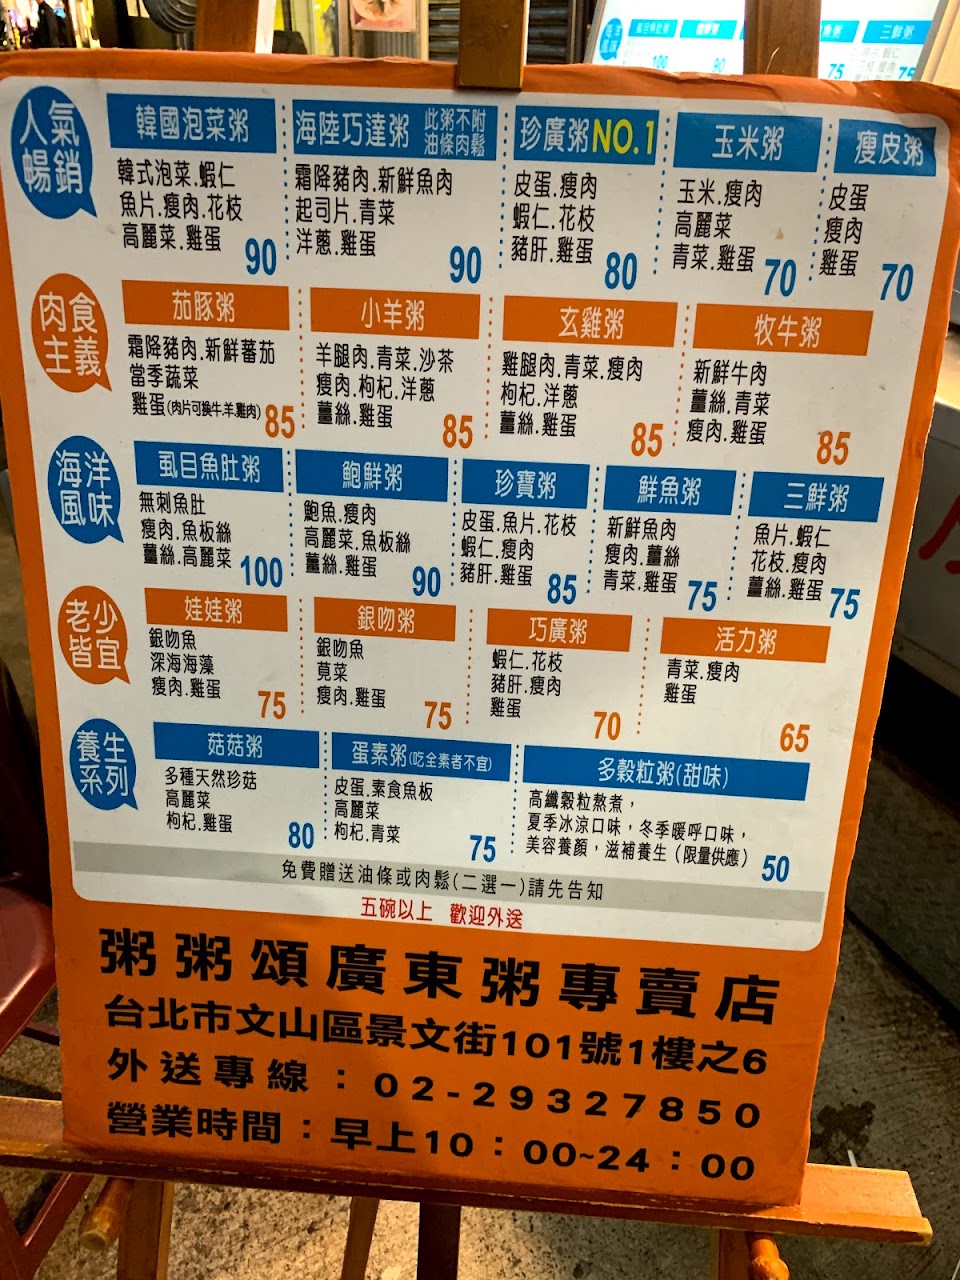 人氣
暢銷
韓國泡菜粥
韓式泡菜.蝦仁
魚片.瘦肉.花枝
高麗菜.雞蛋
90
海陸巧達粥
此粥不附
油條肉鬆
霜降豬肉.新鮮魚肉
起司片.青菜
洋蔥.雞蛋
90
珍廣粥NO.1
皮蛋.瘦肉
蝦仁.花枝
豬肝.雞蛋
80
玉米粥
玉米.瘦肉
高麗菜
青菜.雞蛋
70
瘦皮粥
皮蛋
瘦肉
雞蛋
70
肉食
主義
茄豚粥
霜降豬肉.新鮮蕃茄
當季蔬菜
雞蛋(肉片可換牛.羊.雞肉)
85
小羊粥
羊腿肉.青菜.沙茶
瘦肉.枸杞.洋蔥
薑絲.雞蛋
85
玄雞粥
雞腿肉.青菜.瘦肉
枸杞.洋蔥
薑絲.雞蛋
85
牧牛粥
新鮮牛肉
薑絲.青菜
瘦肉.雞蛋
85
海洋
風味
虱目魚肚粥
無刺魚肚
瘦肉.魚板絲
薑絲.高麗菜
100
鮑鮮粥
鮑魚.瘦肉
高麗菜.魚板絲
薑絲.雞蛋
90
珍寶粥
皮蛋.魚片.花枝
蝦仁.瘦肉
豬肝.雞蛋
85
鮮魚粥
新鮮魚肉
瘦肉.薑絲
青菜.雞蛋
75
三鮮粥
魚片.蝦仁
花枝.瘦肉
薑絲.雞蛋
75
老少
皆宜
娃娃粥
銀吻魚
深海海藻
瘦肉.雞蛋
75
銀吻粥
銀吻魚
莧菜
瘦肉.雞蛋
75
巧廣粥
蝦仁.花枝
豬肝.瘦肉
雞蛋
70
活力粥
青菜.瘦肉
雞蛋
65
養生
系列
菇菇粥
多種天然珍菇
高麗菜
枸杞.雞蛋
80
蛋素粥(吃全素者不宜)
皮蛋.素食魚板
高麗菜
枸杞.青菜
75
多穀粒粥(甜味)
高纖穀粒熬煮，
夏季冰涼口味，冬季暖呼口味，
美容養顏，滋補養生（限量供應）
50
免費贈送油條或肉鬆(二選一)請先告知
五碗以上 歡迎外送
粥粥頌廣東粥專賣店
台北市文山區景文街101號1樓之6
外送專線：02-29327850
營業時間：早上10：00~24：00